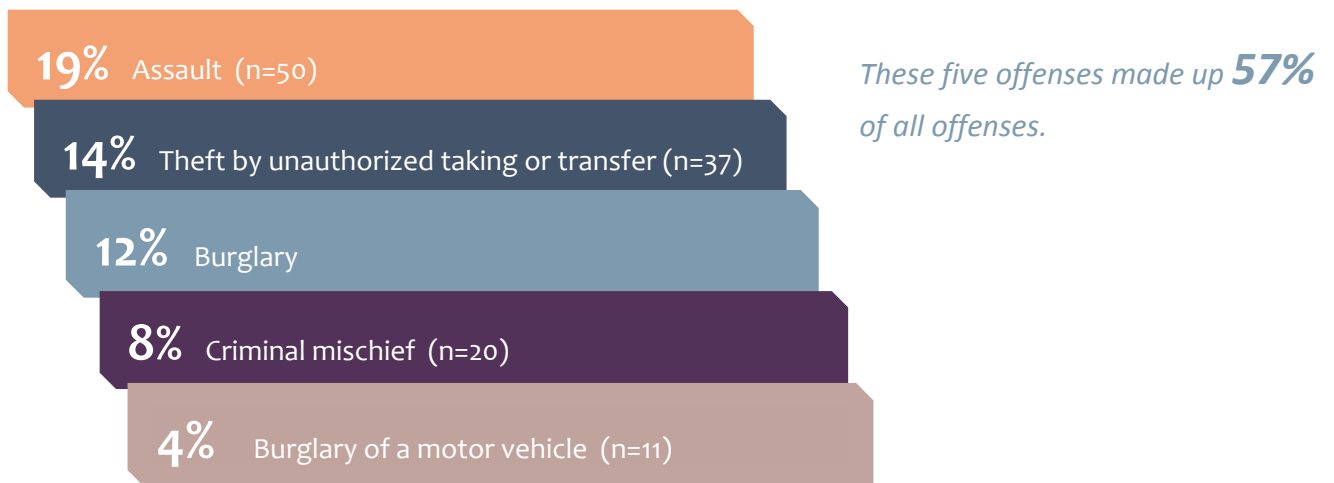 19% Assault (n=50)
These five offenses made up 57%
of all offenses.
14% Theft by unauthorized taking or transfer (n=37)
12% Burglary
8% Criminal mischief (n=20)
4% Burglary of a motor vehicle (n=11)